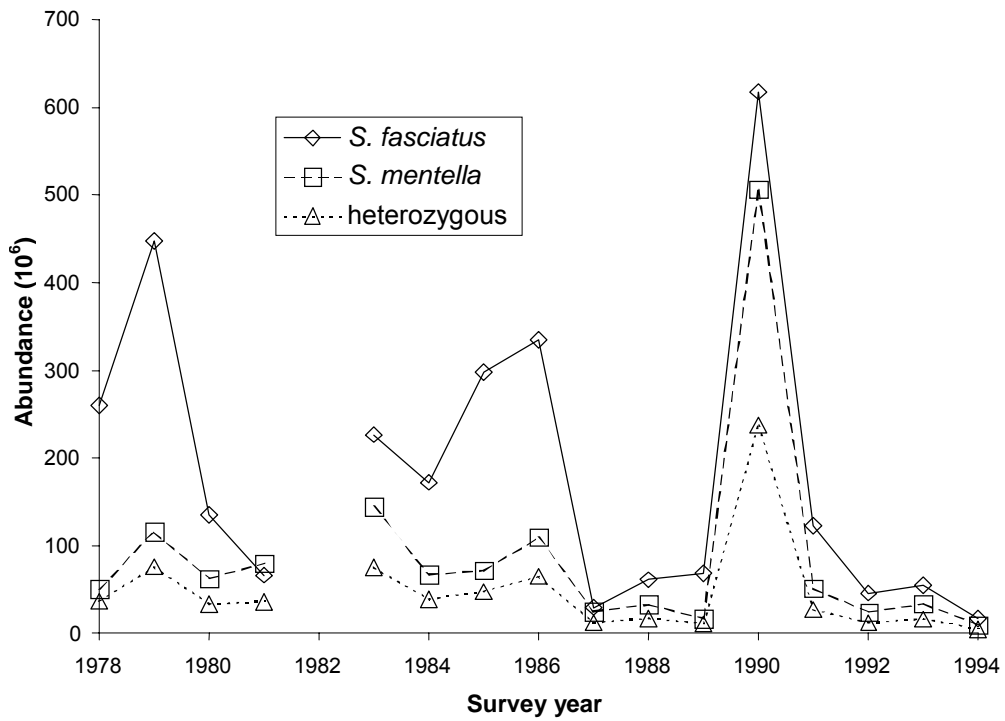 700
600
500
400
300
200
100
0
Abundance (10⁶)
S. fasciatus
S. mentella
heterozygous
1978 1980 1982 1984 1986 1988 1990 1992 1994
Survey year